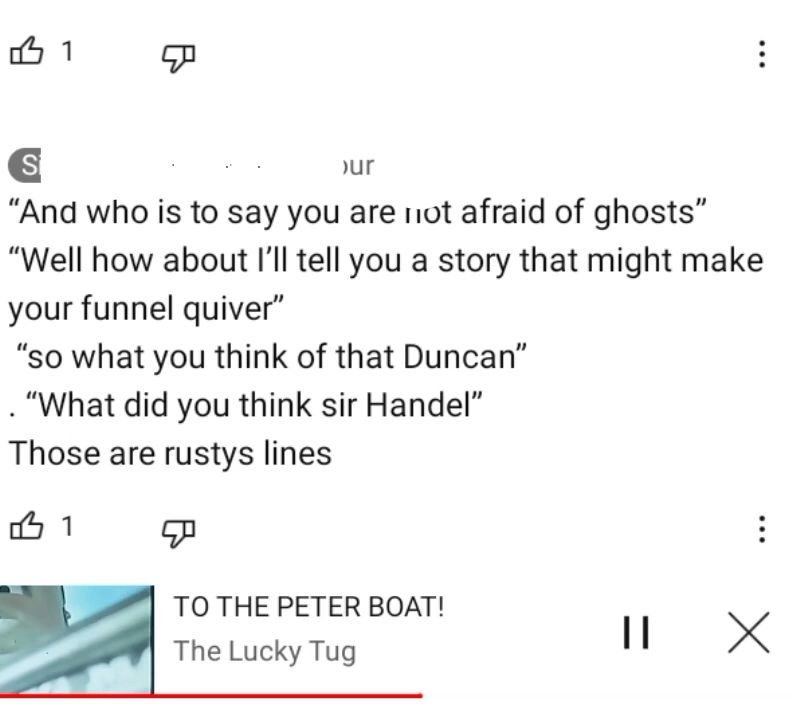 1
“And who is to say you are not afraid of ghosts”
“Well how about I’ll tell you a story that might make
your funnel quiver”
“so what you think of that Duncan”
. “What did you think sir Handel”
Those are rustys lines
1
TO THE PETER BOAT!
The Lucky Tug